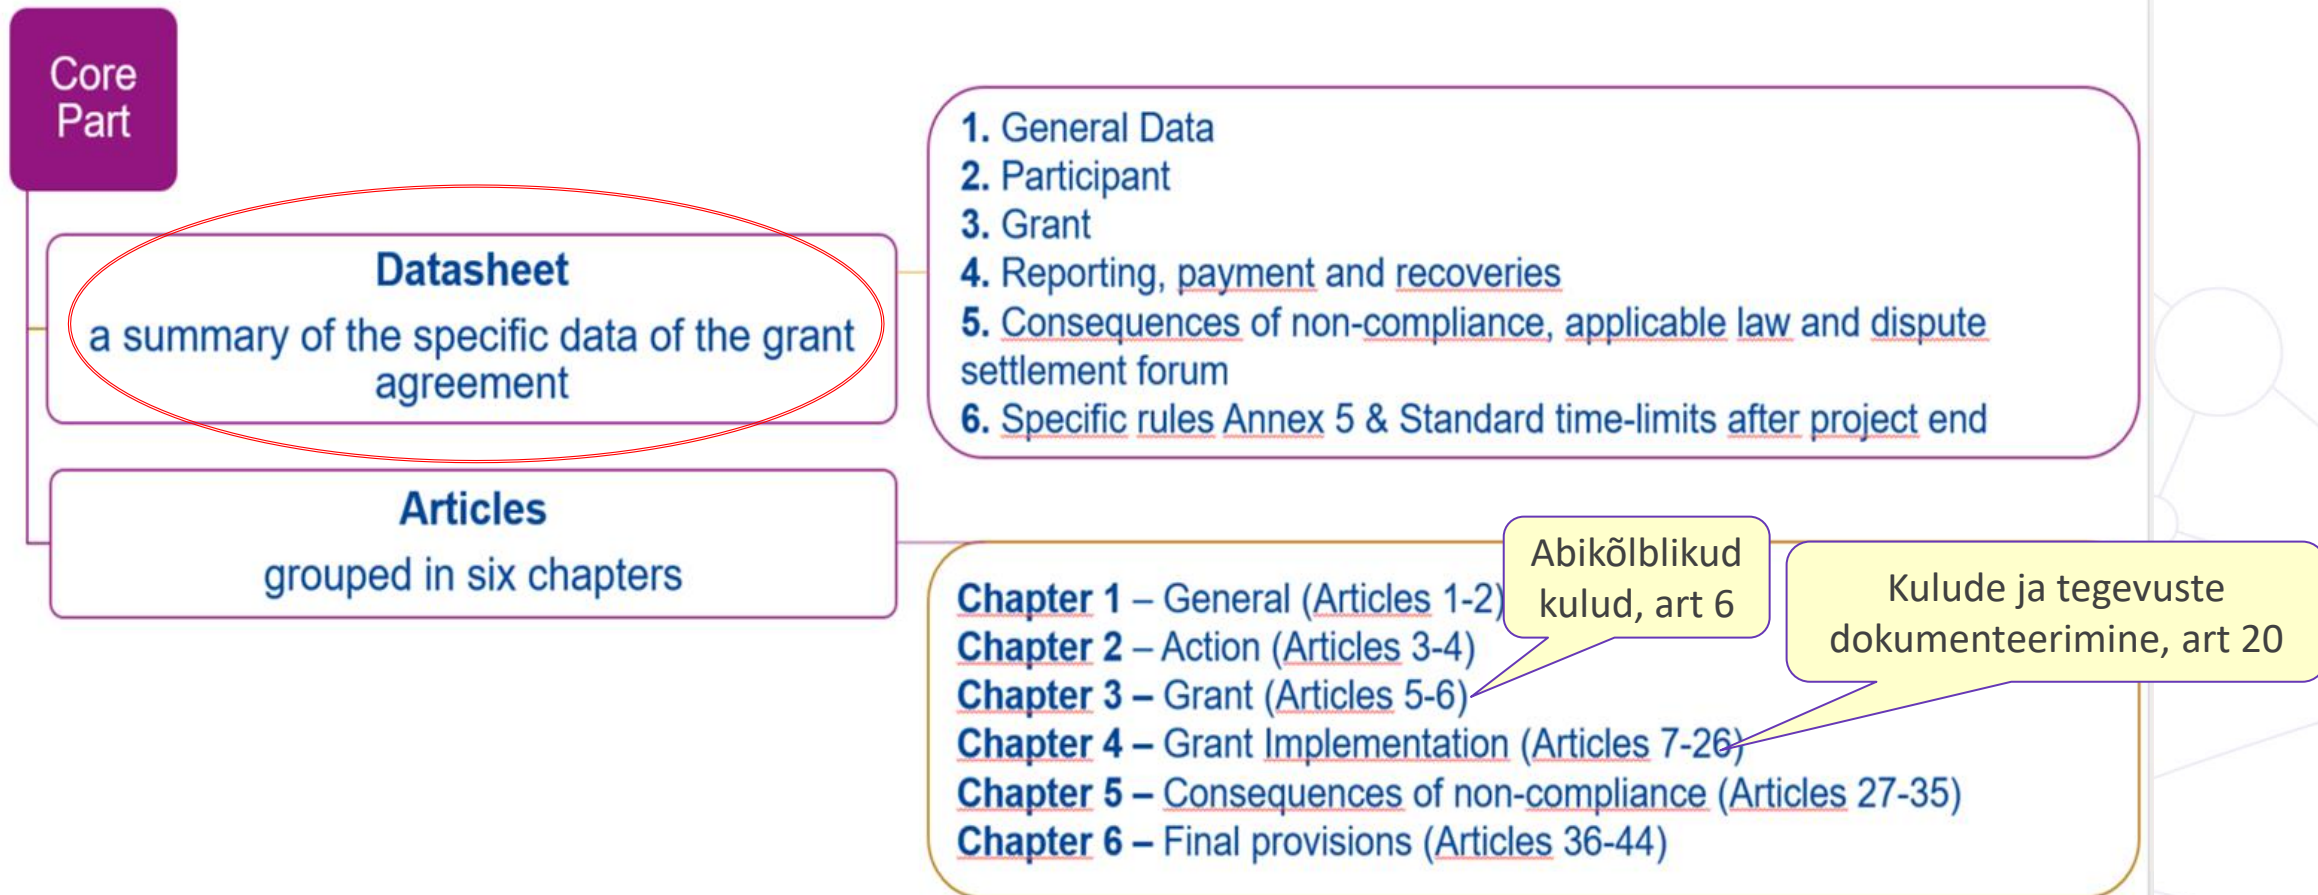 Core
Part
Datasheet
a summary of the specific data of the grant
agreement
1. General Data
2. Participant
3. Grant
4. Reporting, payment and recoveries
5. Consequences of non-compliance, applicable law and dispute
settlement forum
6. Specific rules Annex 5 & Standard time-limits after project end
Articles
grouped in six chapters
Abikõlblikud
kulud, art 6
Kulude ja tegevuste
dokumenteerimine, art 20
Chapter 1 – General (Articles 1-2)
Chapter 2 – Action (Articles 3-4)
Chapter 3 – Grant (Articles 5-6)
Chapter 4 – Grant Implementation (Articles 7-26)
Chapter 5 – Consequences of non-compliance (Articles 27-35)
Chapter 6 – Final provisions (Articles 36-44)